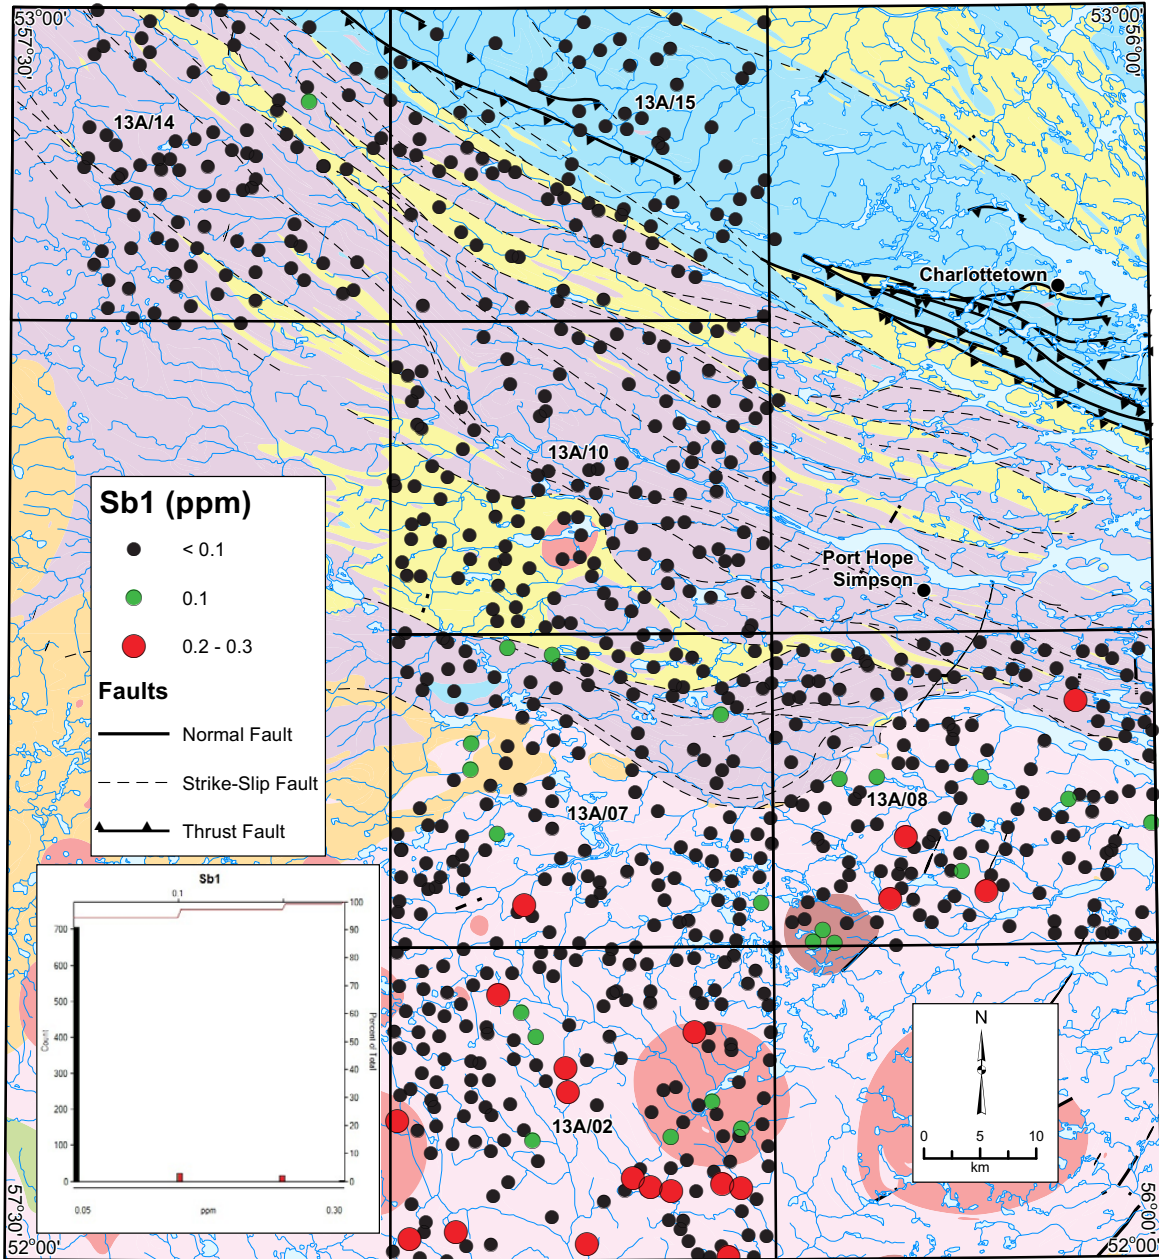 53°00'
57°30'
53°00'
56°00'
13A/14
13A/15
Charlottetown
13A/10
Port Hope
Simpson
Sb1 (ppm)
< 0.1
0.1
0.2 - 0.3
Faults
Normal Fault
Strike-Slip Fault
Thrust Fault
13A/07
13A/08
Sb1
0.1
100
90
80
70
60
50
40
30
20
10
0
700
600
500
400
300
200
100
0
Count
Percent of Total
0.05
ppm
0.30
13A/02
N
0 5 10
km
57°30'
52°00'
56°00'
52°00'